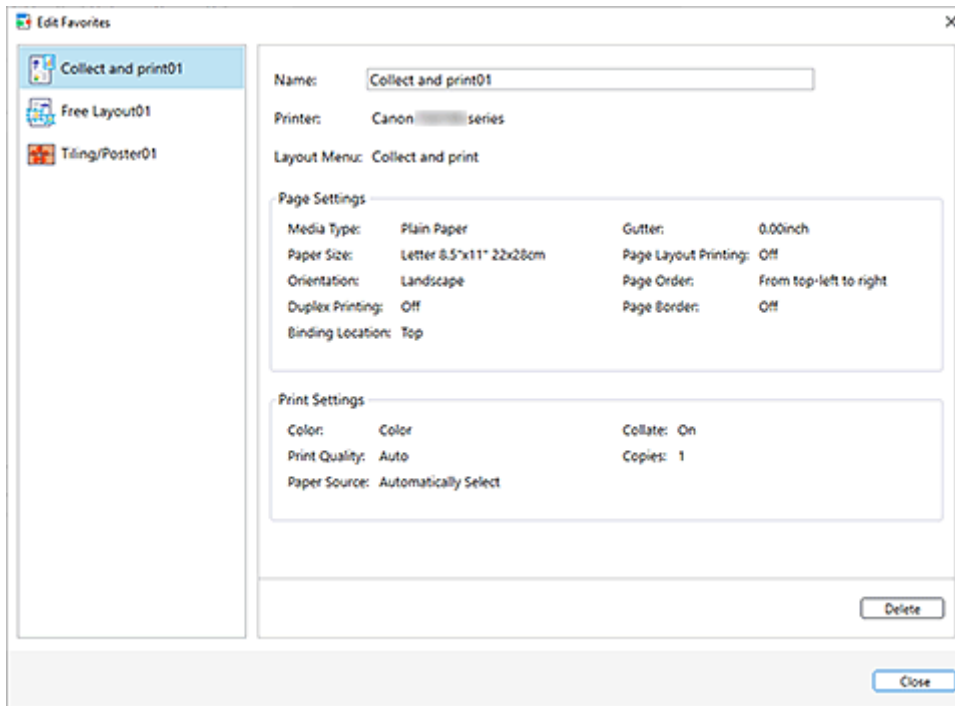 Edit Favorites
Collect and print01
Free Layout01
Tiling/Poster01
Name: Collect and print01
Printer: Canon series
Layout Menu: Collect and print
Page Settings
Media Type: Plain Paper Gutter: 0.00inch
Paper Size: Letter 8.5"x11" 22x28cm Page Layout Printing: Off
Orientation: Landscape Page Order: From top-left to right
Duplex Printing: Off Page Border: Off
Binding Location: Top
Print Settings
Color: Color Collate: On
Print Quality: Auto Copies: 1
Paper Source: Automatically Select
Delete
Close